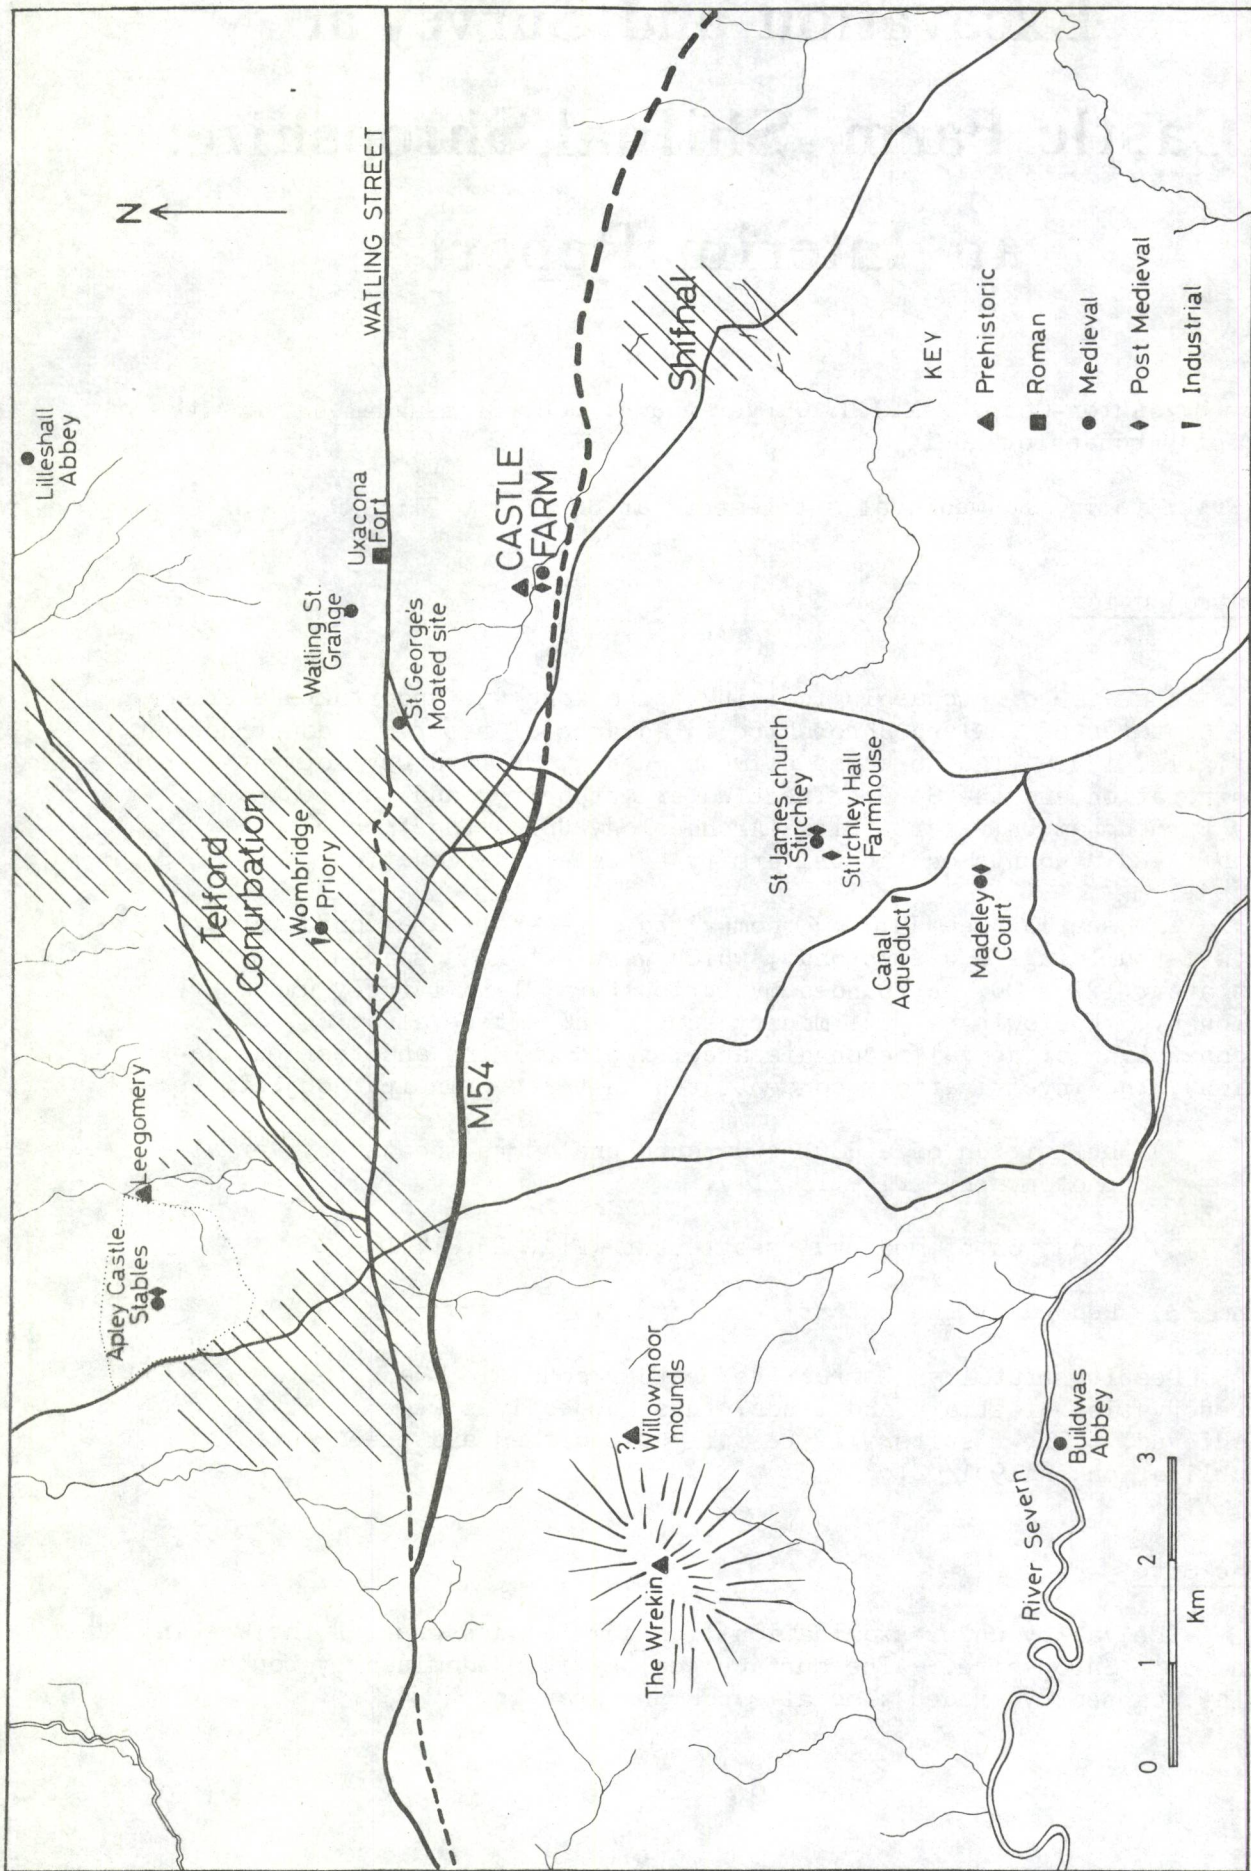 N
Lilleshall
Abbey
WATLING STREET
Uxacona
Fort
Watling St.
Grange
St.George's
Moated site
CASTLE
FARM
Shifnal
Telford
Conurbation
Wombridge
Priory
Leegomery
Apley Castle
Stables
M54
St James church
Stirchley
Stirchley Hall
Farmhouse
Canal
Aqueduct
Madeley
Court
?
Willowmoor
mounds
The Wrekin
Buildwas
Abbey
River Severn
KEY
Prehistoric
Roman
Medieval
Post Medieval
Industrial
0 1 2 3
Km